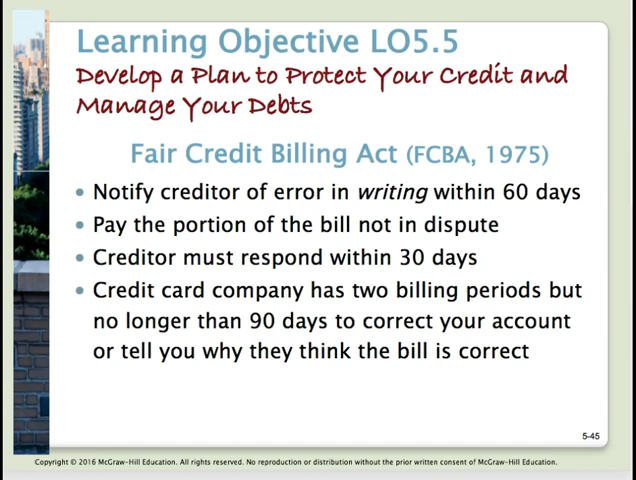 Learning Objective LO5.5
Develop a Plan to Protect Your Credit and
Manage Your Debts
Fair Credit Billing Act (FCBA, 1975)
• Notify creditor of error in writing within 60 days
• Pay the portion of the bill not in dispute
• Creditor must respond within 30 days
• Credit card company has two billing periods but
no longer than 90 days to correct your account
or tell you why they think the bill is correct
5-45
Copyright © 2016 McGraw-Hill Education. All rights reserved. No reproduction or distribution without the prior written consent of McGraw-Hill Education.